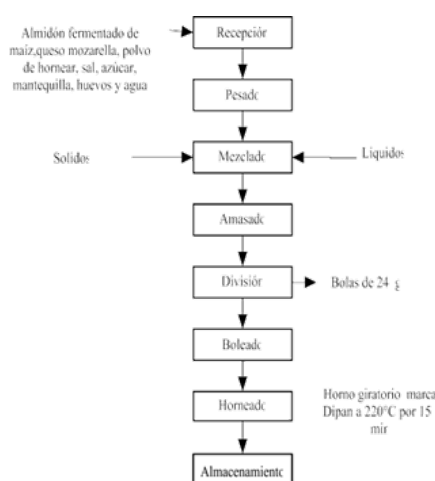 Almidón fermentado de
maíz,queso mozarella, polvo
de hornear, sal, azúcar,
mantequilla, huevos y agua
Recepción
Pesado
Solidos
Mezclado
Líquidos
Amasado
División
Bolas de 24 g
Boleado
Horneado
Horno giratorio marca
Dipan a 220°C por 15
min
Almacenamiento